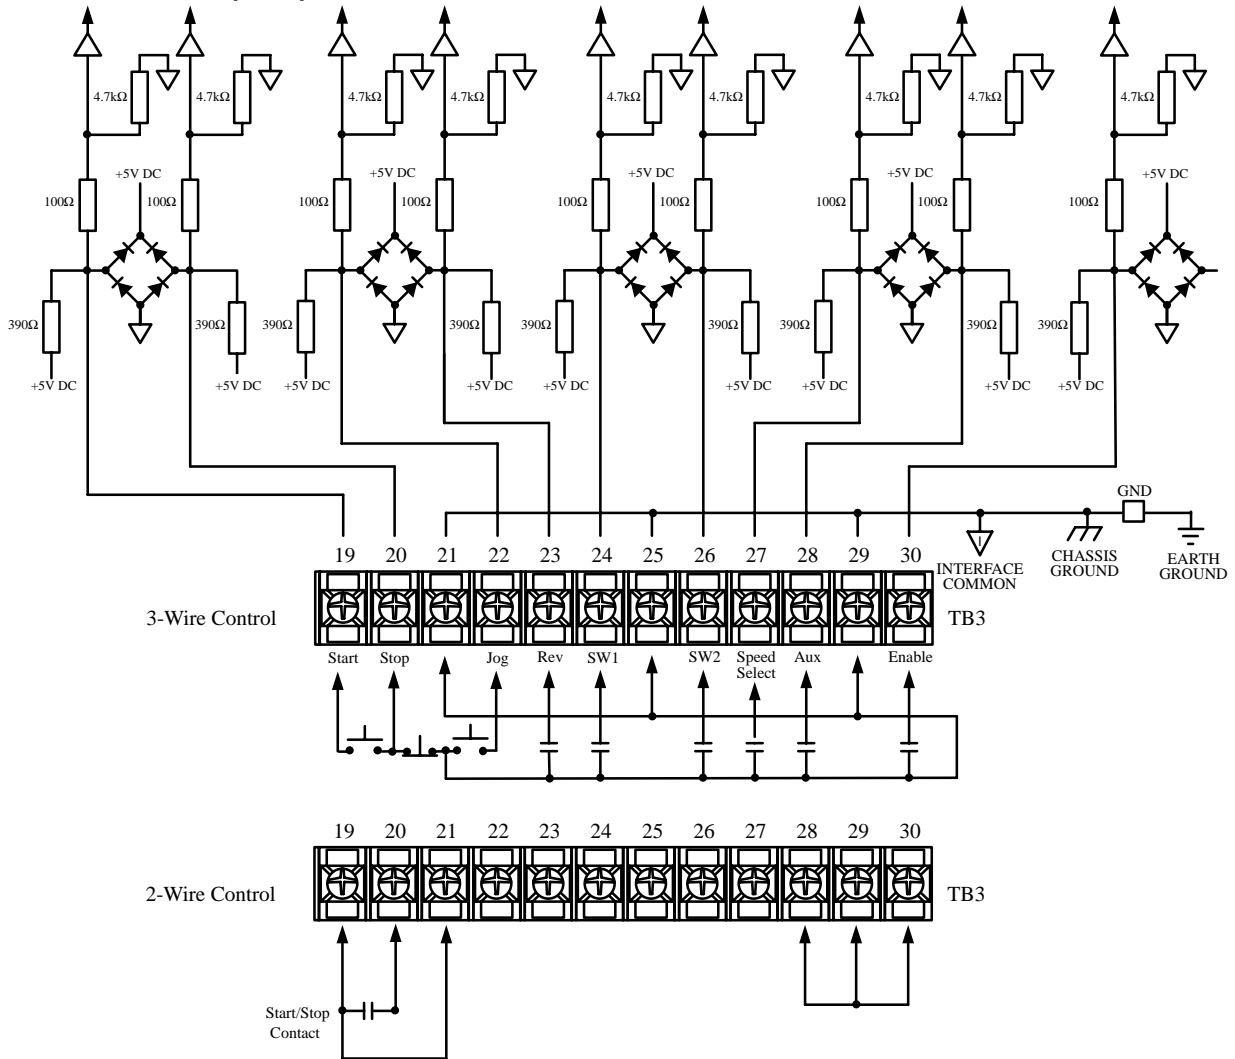 4.7kΩ 4.7kΩ 4.7kΩ 4.7kΩ 4.7kΩ 4.7kΩ 4.7kΩ 4.7kΩ 4.7kΩ
+5V DC +5V DC +5V DC +5V DC +5V DC
100Ω 100Ω 100Ω 100Ω 100Ω 100Ω 100Ω 100Ω 100Ω
390Ω 390Ω 390Ω 390Ω 390Ω 390Ω 390Ω 390Ω 390Ω
+5V DC +5V DC +5V DC +5V DC +5V DC +5V DC +5V DC +5V DC +5V DC
GND
19 20 21 22 23 24 25 26 27 28 29 30
INTERFACE
COMMON
CHASSIS
GROUND
EARTH
GROUND
3-Wire Control
TB3
Start Stop Jog Rev SW1 SW2 Speed
Select
Aux Enable
19 20 21 22 23 24 25 26 27 28 29 30
2-Wire Control
TB3
Start/Stop
Contact